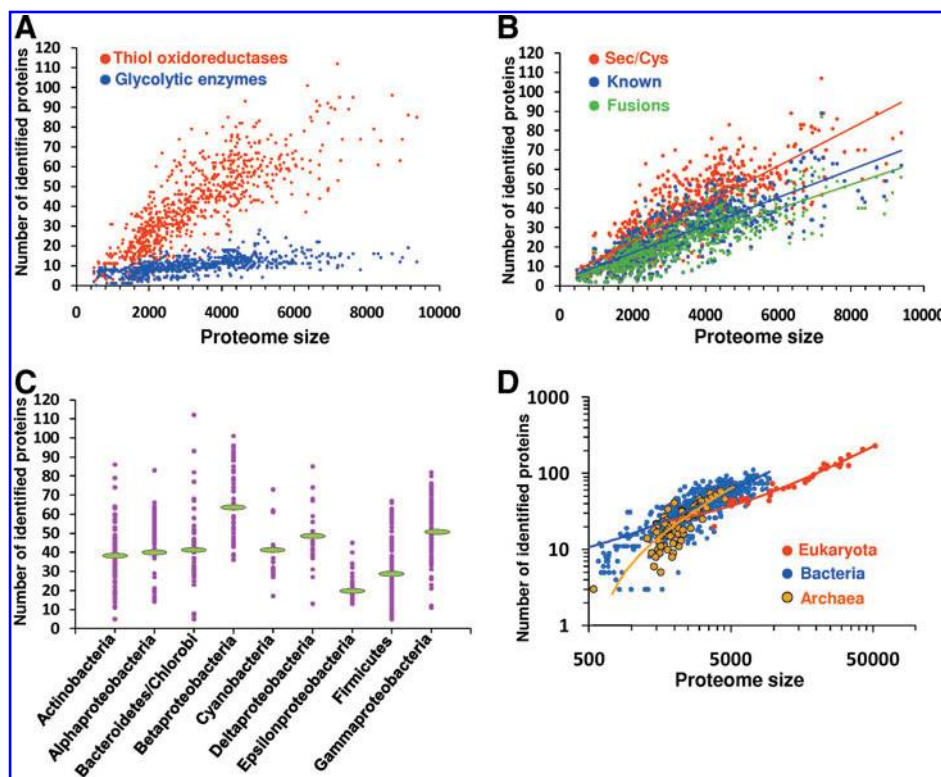 A
Thiol oxidoreductases
Glycolytic enzymes
Number of identified proteins
120
110
100
90
80
70
60
50
40
30
20
10
0
0 2000 4000 6000 8000 10000
Proteome size
B
Sec/Cys
Known
Fusions
Number of identified proteins
120
110
100
90
80
70
60
50
40
30
20
10
0
0 2000 4000 6000 8000 10000
Proteome size
C
Number of identified proteins
120
110
100
90
80
70
60
50
40
30
20
10
0
Actinobacteria
Alphaproteobacteria
Bacteroidetes/Chlorobi
Betaproteobacteria
Cyanobacteria
Deltaproteobacteria
Epsilonproteobacteria
Firmicutes
Gammaproteobacteria
D
Number of identified proteins
1000
100
10
1
Eukaryota
Bacteria
Archaea
500 5000 50000
Proteome size